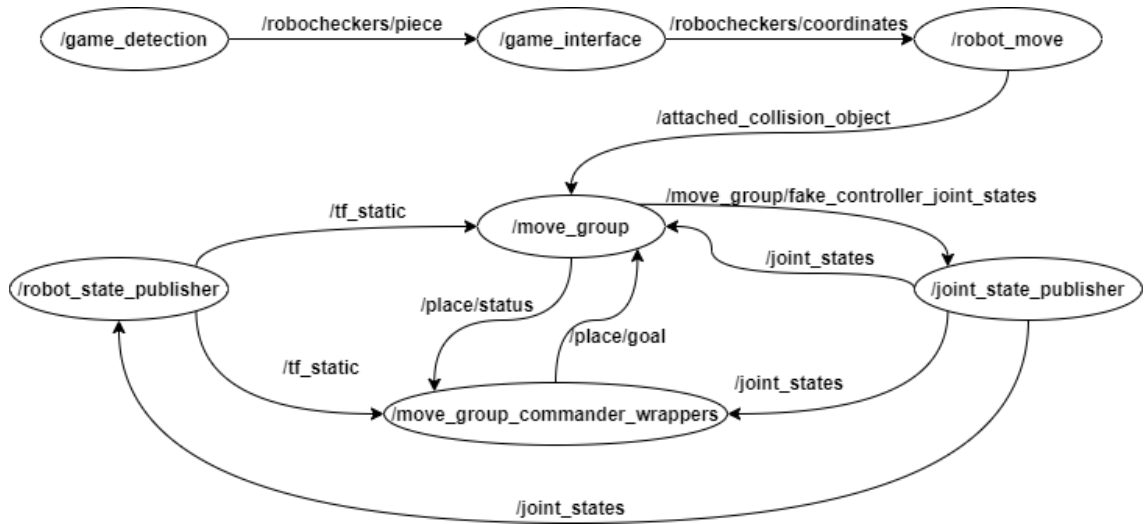 /game_detection
/robocheckers/piece
/game_interface
/robocheckers/coordinates
/robot_move
/attached_collision_object
/tf_static
/move_group
/move_group/fake_controller_joint_states
/joint_states
/robot_state_publisher
/joint_state_publisher
/place/status
/place/goal
/tf_static
/joint_states
/move_group_commander_wrappers
/joint_states